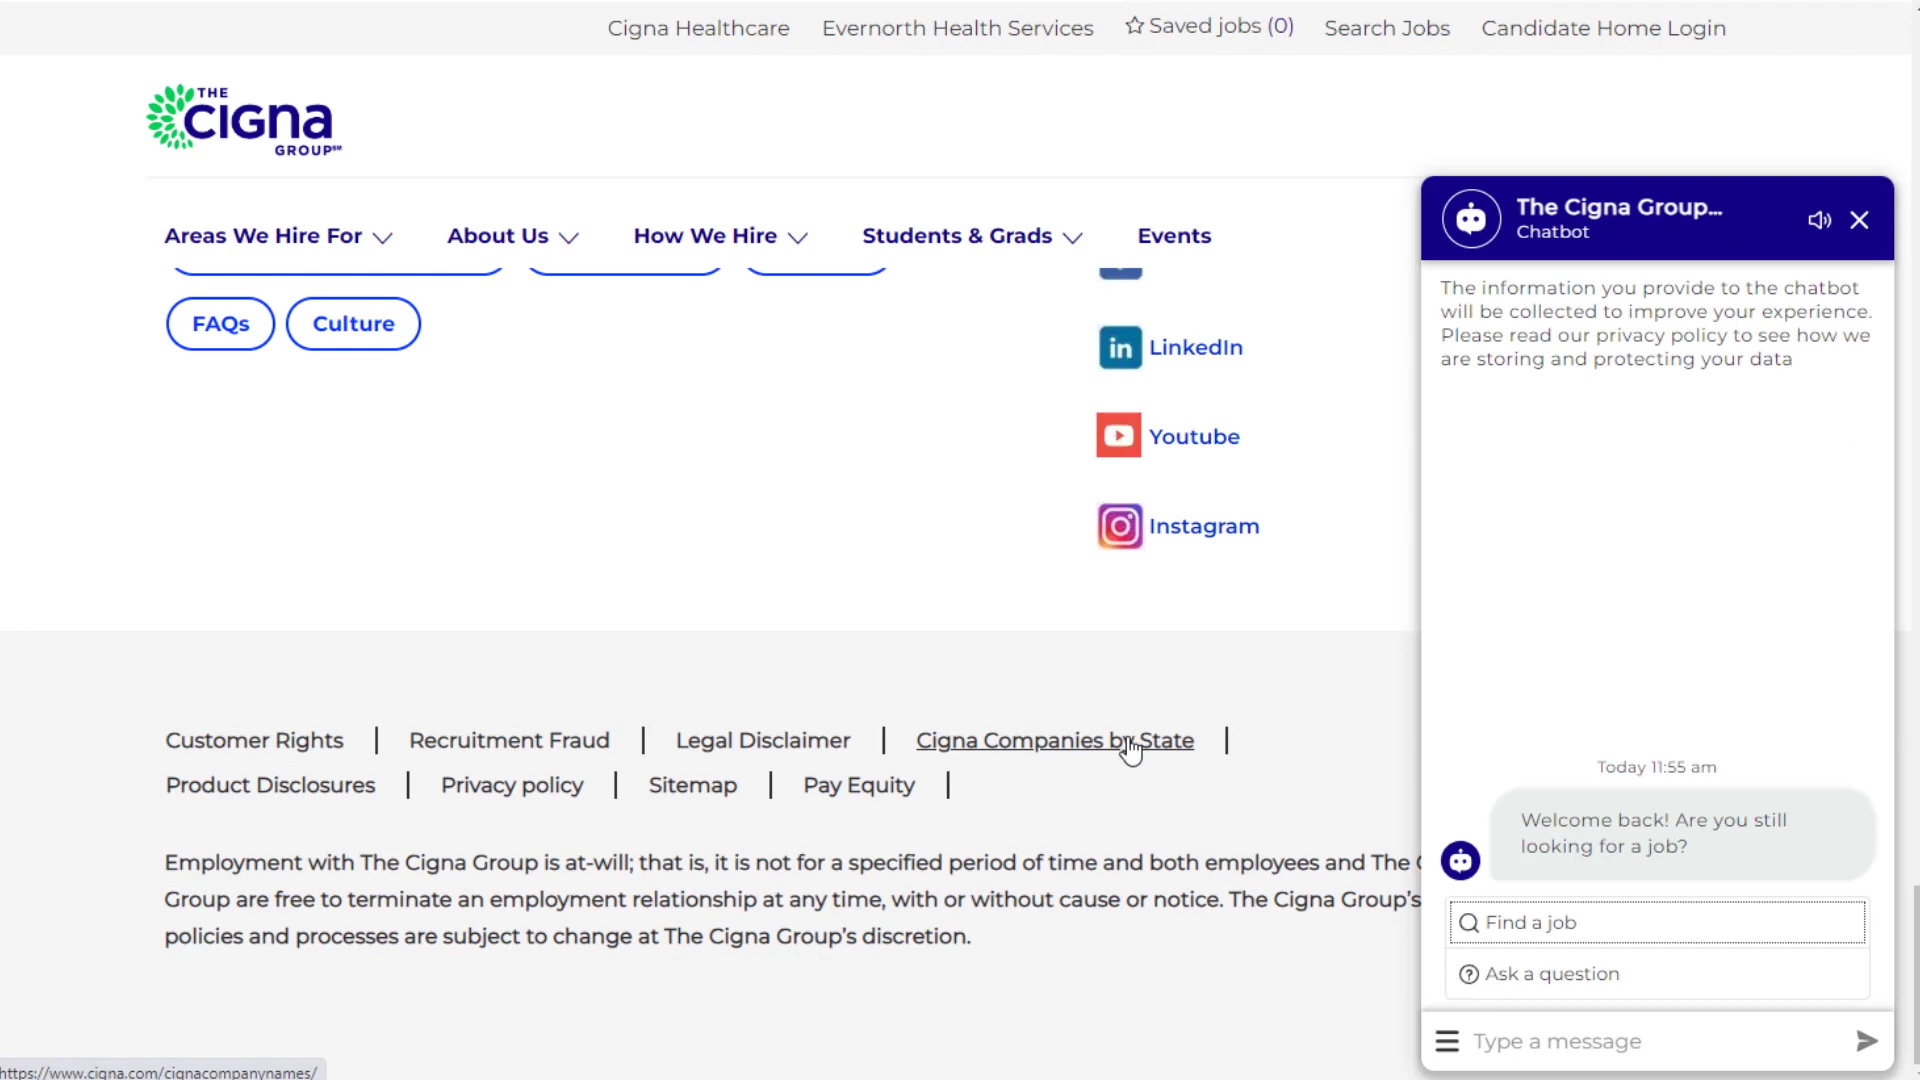 Cigna Healthcare
Evernorth Health Services
Saved jobs (0)
Search Jobs
Candidate Home Login
THE
cigna
GROUP℠
Areas We Hire For
About Us
How We Hire
Students & Grads
Events
FAQs
Culture
LinkedIn
Youtube
Instagram
Customer Rights | Recruitment Fraud | Legal Disclaimer | Cigna Companies by State |
Product Disclosures | Privacy policy | Sitemap | Pay Equity |
Employment with The Cigna Group is at-will; that is, it is not for a specified period of time and both employees and The
Group are free to terminate an employment relationship at any time, with or without cause or notice. The Cigna Group's
policies and processes are subject to change at The Cigna Group's discretion.
https://www.cigna.com/cignacompanynames/
The Cigna Group...
Chatbot
The information you provide to the chatbot
will be collected to improve your experience.
Please read our privacy policy to see how we
are storing and protecting your data
Today 11:55 am
Welcome back! Are you still
looking for a job?
Find a job
Ask a question
Type a message